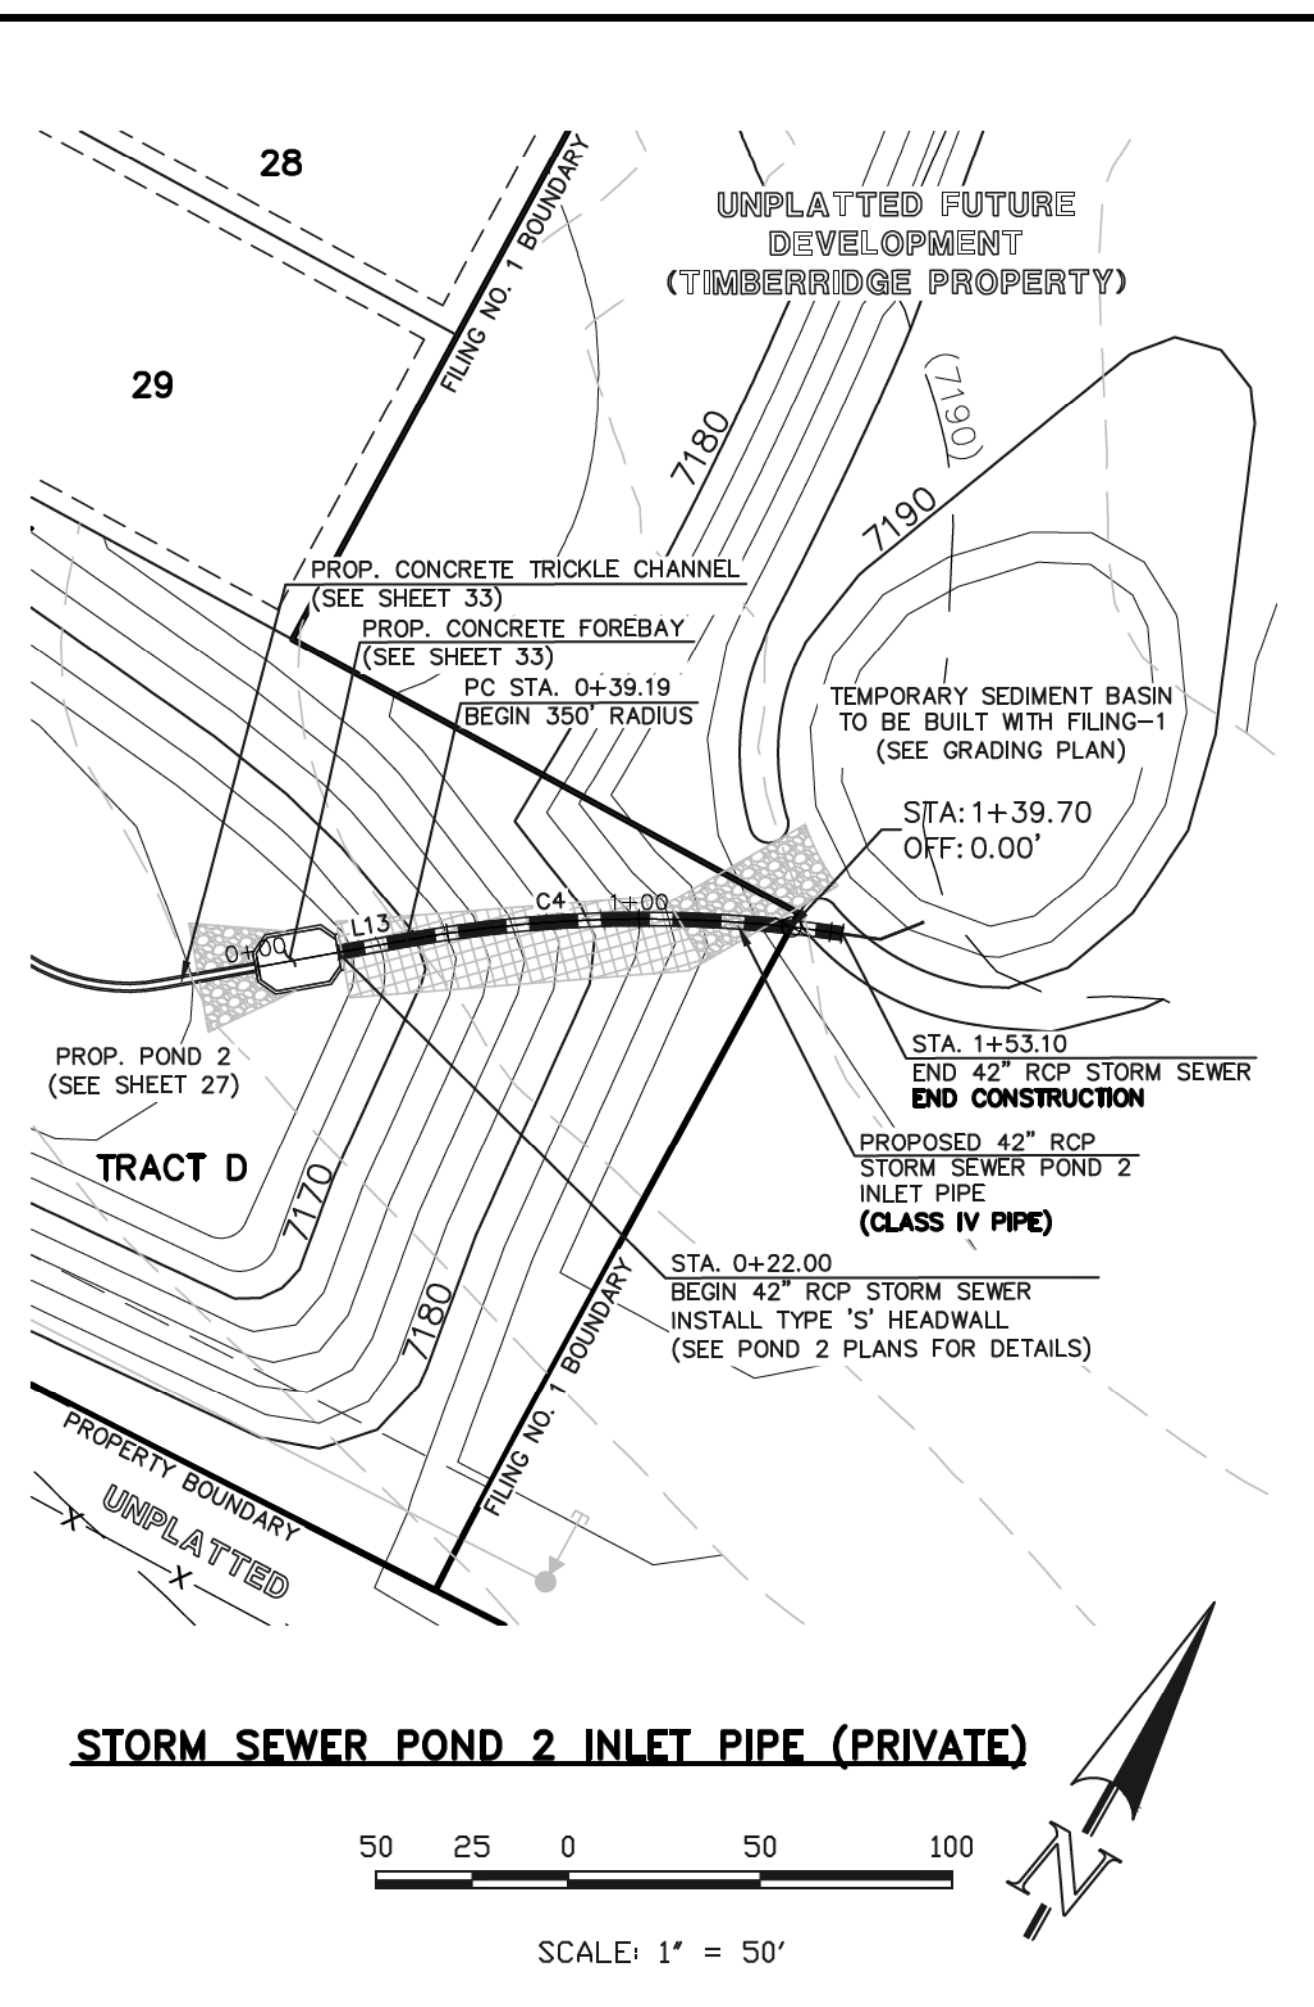 28
FILING NO. 1 BOUNDARY
UNPLATTED FUTURE
DEVELOPMENT
(TIMBERRIDGE PROPERTY)
29
(7190)
7180
7190
PROP. CONCRETE TRICKLE CHANNEL
(SEE SHEET 33)
PROP. CONCRETE FOREBAY
(SEE SHEET 33)
PC STA. 0+39.19
BEGIN 350' RADIUS
TEMPORARY SEDIMENT BASIN
TO BE BUILT WITH FILING-1
(SEE GRADING PLAN)
STA: 1+39.70
OFF: 0.00'
C4
1+00
L13
0+00
PROP. POND 2
(SEE SHEET 27)
STA. 1+53.10
END 42" RCP STORM SEWER
END CONSTRUCTION
PROPOSED 42" RCP
STORM SEWER POND 2
INLET PIPE
(CLASS IV PIPE)
TRACT D
7170
STA. 0+22.00
BEGIN 42" RCP STORM SEWER
INSTALL TYPE 'S' HEADWALL
(SEE POND 2 PLANS FOR DETAILS)
7180
FILING NO. 1 BOUNDARY
PROPERTY BOUNDARY
UNPLATTED
X
X
STORM SEWER POND 2 INLET PIPE (PRIVATE)
N
50 25 0 50 100
SCALE: 1" = 50'